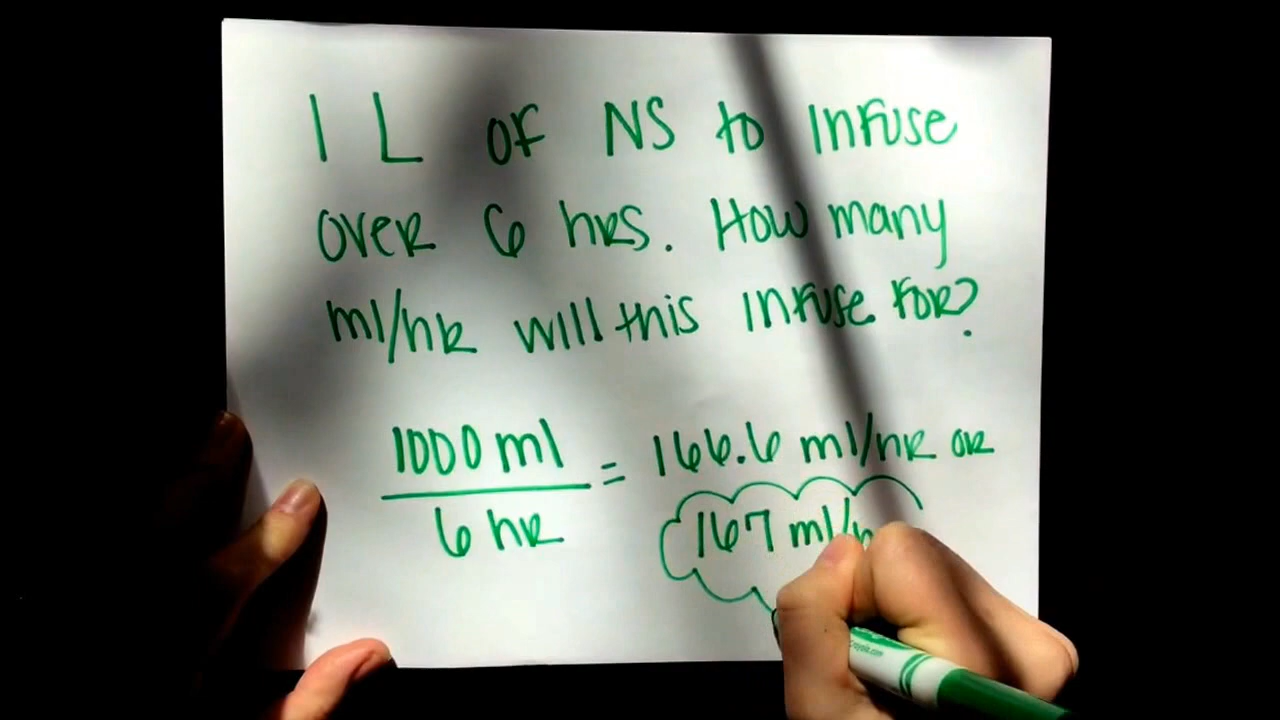 1 L of NS to infuse
over 6 hrs. How many
ml/hr will this infuse for?
1000 ml
6 hr
= 166.6 ml/hr or
167 ml/h